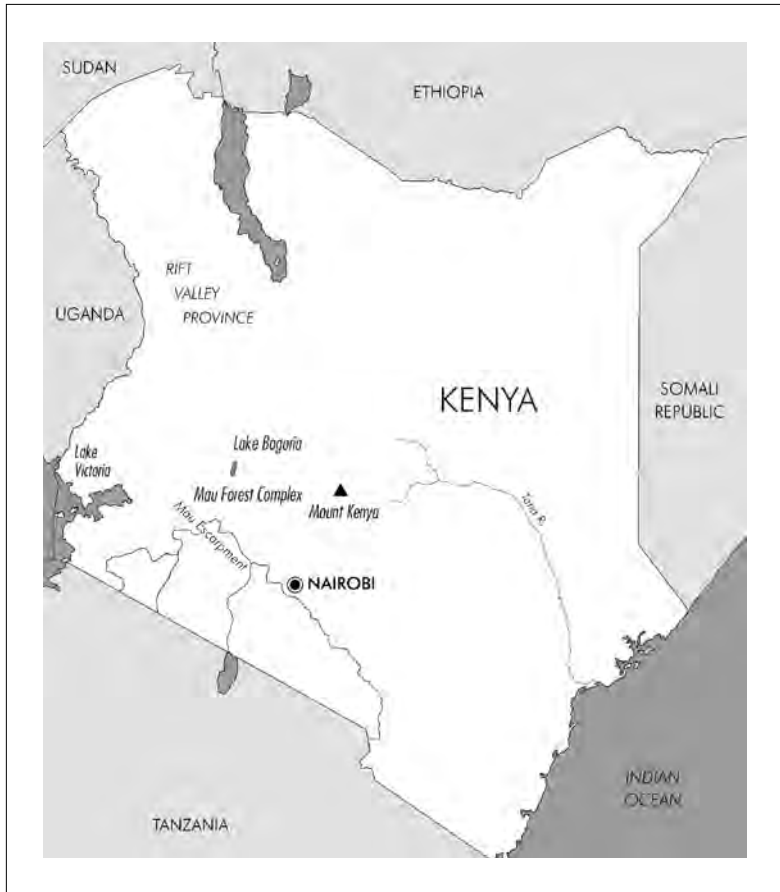 SUDAN
ETHIOPIA
RIFT
VALLEY
PROVINCE
UGANDA
KENYA
SOMALI
REPUBLIC
Lake
Victoria
Lake Bogoria
Mau Forest Complex
Mount Kenya
Tana R.
Mau Escarpment
NAIROBI
INDIAN
OCEAN
TANZANIA